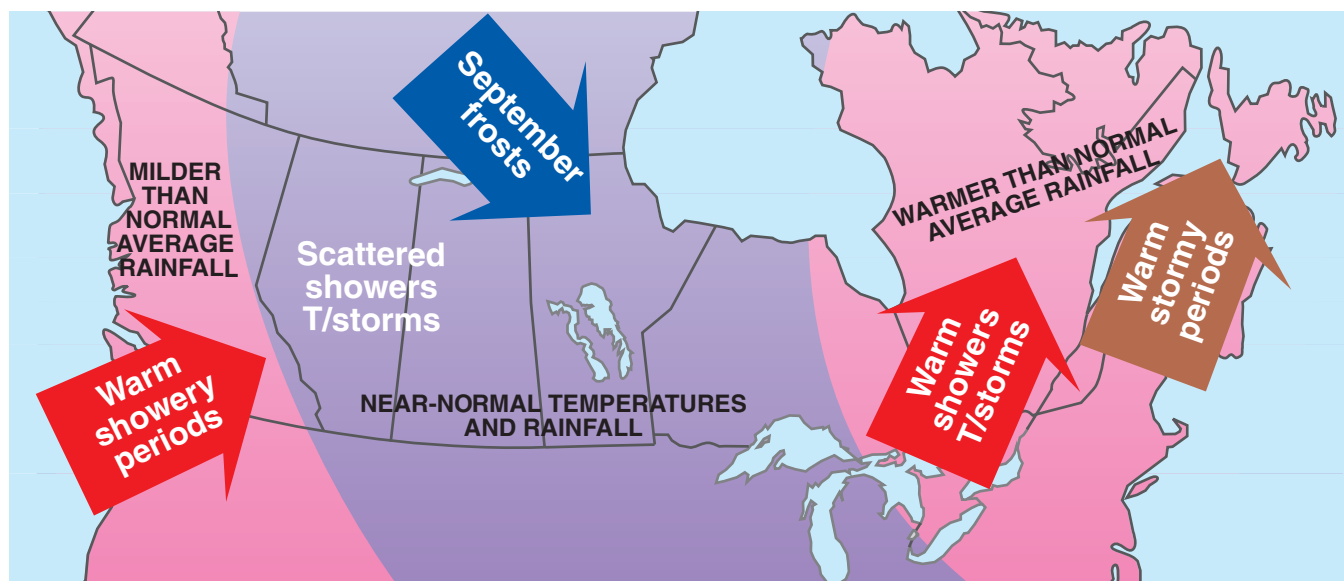 September
frosts
MILDER
THAN
NORMAL
AVERAGE
RAINFALL
Scattered
showers
T/storms
WARMER THAN NORMAL
AVERAGE RAINFALL
Warm
stormy
periods
Warm
showery
periods
Warm
showers
T/storms
NEAR-NORMAL TEMPERATURES
AND RAINFALL